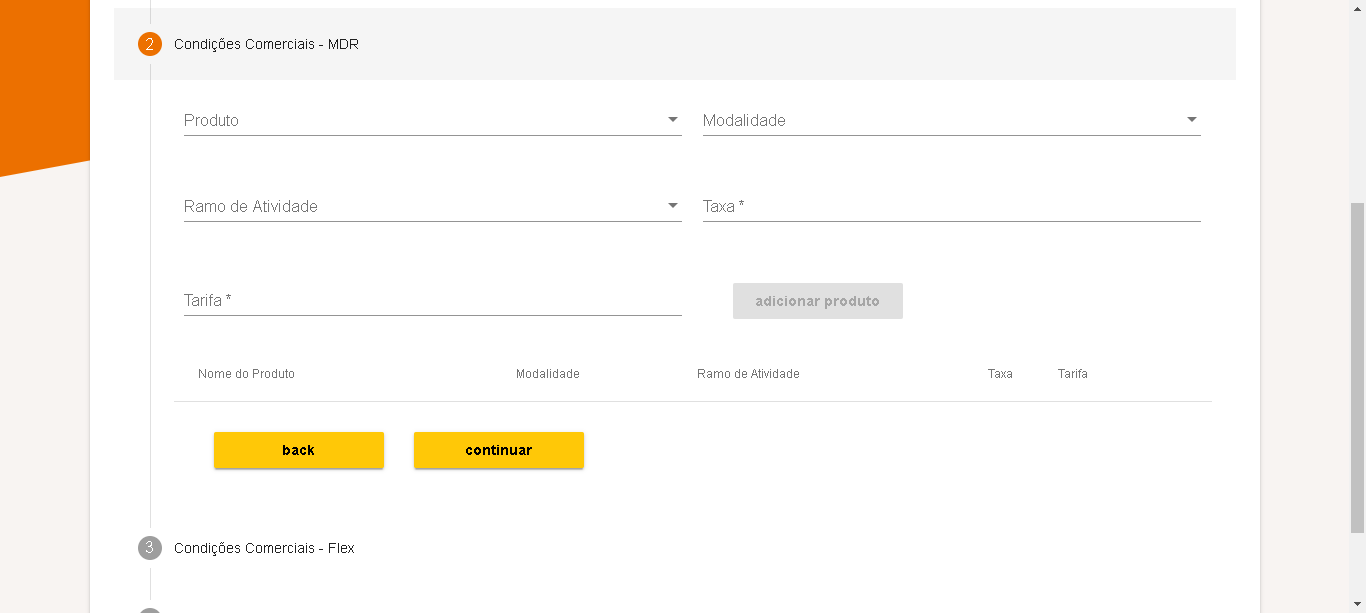 2 Condições Comerciais - MDR
Produto
Modalidade
Ramo de Atividade
Taxa *
Tarifa *
adicionar produto
Nome do Produto Modalidade Ramo de Atividade Taxa Tarifa
back continuar
3 Condições Comerciais - Flex